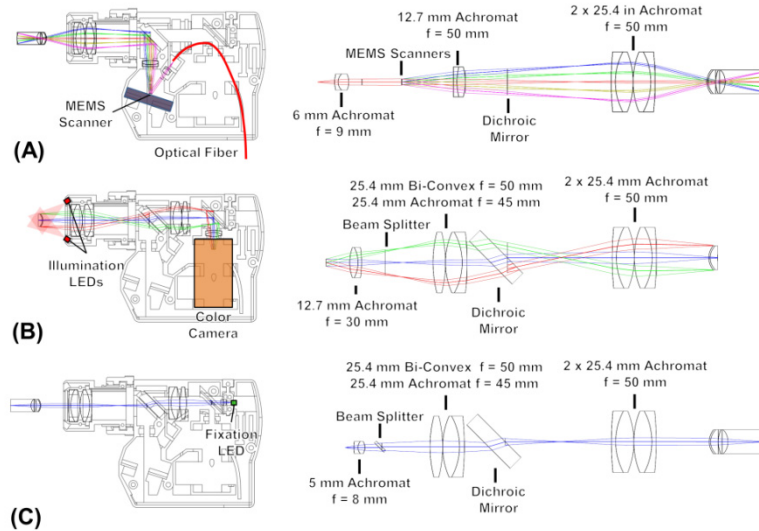 12.7 mm Achromat
f = 50 mm
2 x 25.4 in Achromat
f = 50 mm
MEMS Scanners
MEMS
Scanner
Optical Fiber
6 mm Achromat
f = 9 mm
Dichroic
Mirror
(A)
25.4 mm Bi-Convex f = 50 mm
25.4 mm Achromat f = 45 mm
2 x 25.4 mm Achromat
f = 50 mm
Beam Splitter
Illumination
LEDs
Color
Camera
12.7 mm Achromat
f = 30 mm
Dichroic
Mirror
(B)
25.4 mm Bi-Convex f = 50 mm
25.4 mm Achromat f = 45 mm
2 x 25.4 mm Achromat
f = 50 mm
Beam Splitter
Fixation
LED
5 mm Achromat
f = 8 mm
Dichroic
Mirror
(C)